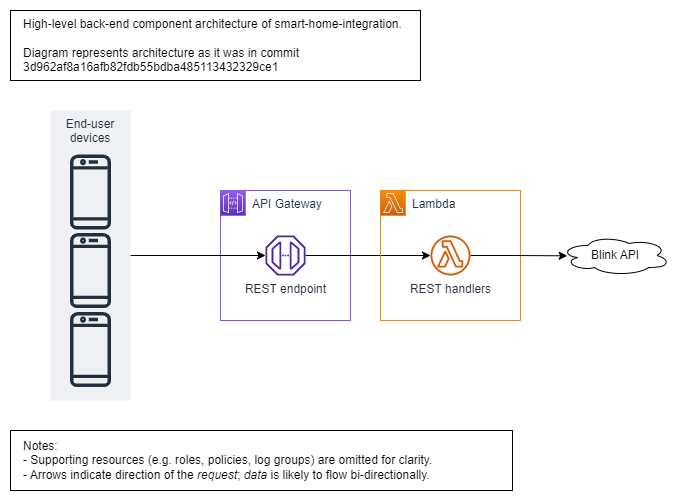 High-level back-end component architecture of smart-home-integration.
Diagram represents architecture as it was in commit
3d962af8a16afb82fdb55bdba485113432329ce1
End-user
devices
API Gateway
Lambda
Blink API
REST endpoint
REST handlers
Notes:
- Supporting resources (e.g. roles, policies, log groups) are omitted for clarity.
- Arrows indicate direction of the request; data is likely to flow bi-directionally.